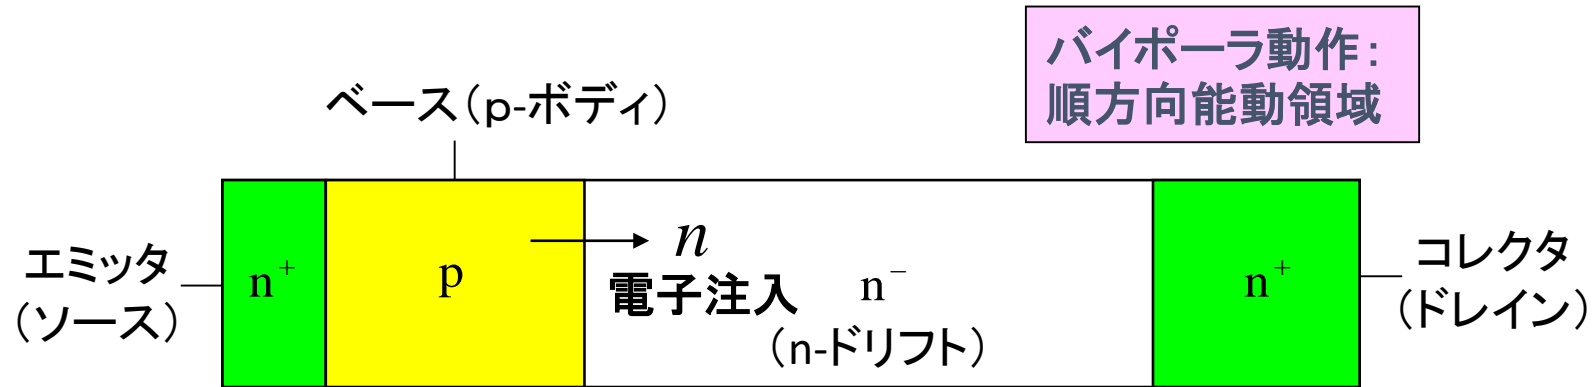 バイポーラ動作：
順方向能動領域
ベース（p-ボディ）
エミッタ
（ソース）
n⁺
p
n
電子注入
n⁻
（n-ドリフト）
n⁺
コレクタ
（ドレイン）